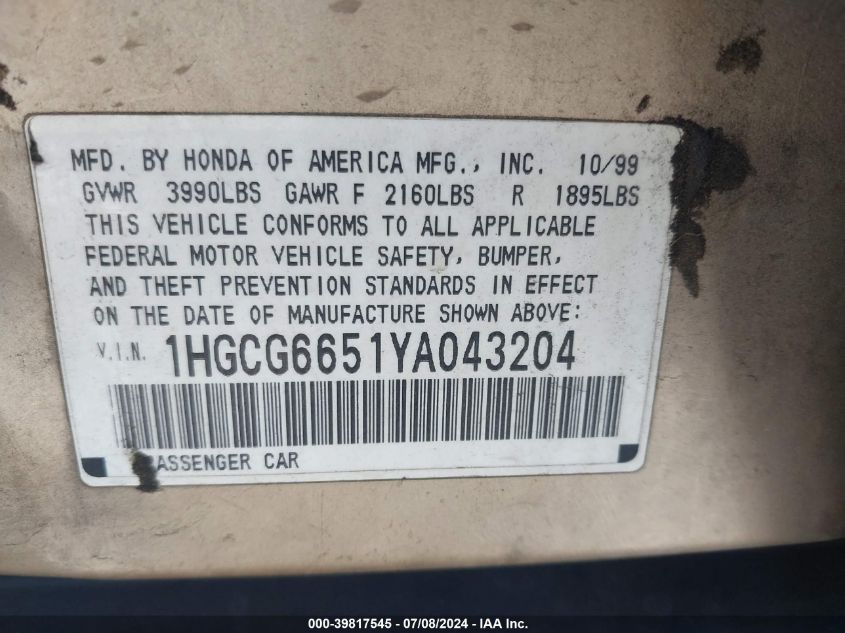 MFD. BY HONDA OF AMERICA MFG., INC. 10/99
GVWR 3990LBS GAWR F 2160LBS R 1895LBS
THIS VEHICLE CONFORMS TO ALL APPLICABLE
FEDERAL MOTOR VEHICLE SAFETY, BUMPER,
AND THEFT PREVENTION STANDARDS IN EFFECT
ON THE DATE OF MANUFACTURE SHOWN ABOVE:
V.I.N. 1HGCG6651YA043204
PASSENGER CAR
000-39817545 - 07/08/2024 - IAA Inc.